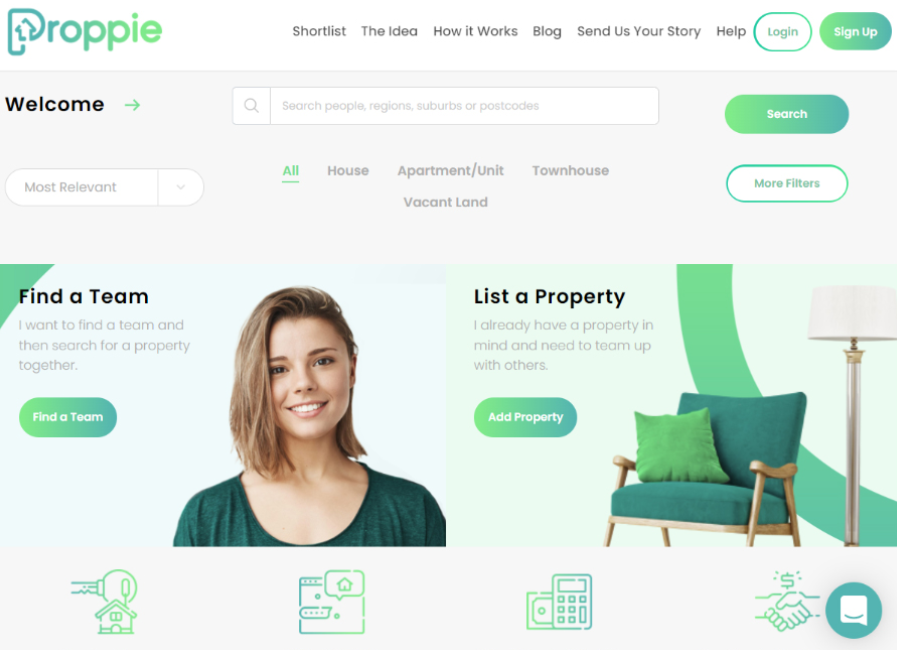 Proppie
Shortlist The Idea How it Works Blog Send Us Your Story Help Login Sign Up
Welcome
Search people, regions, suburbs or postcodes
Search
Most Relevant
All House Apartment/Unit Townhouse
Vacant Land
More Filters
Find a Team
I want to find a team and
then search for a property
together.
Find a Team
List a Property
I already have a property in
mind and need to team up
with others.
Add Property
$